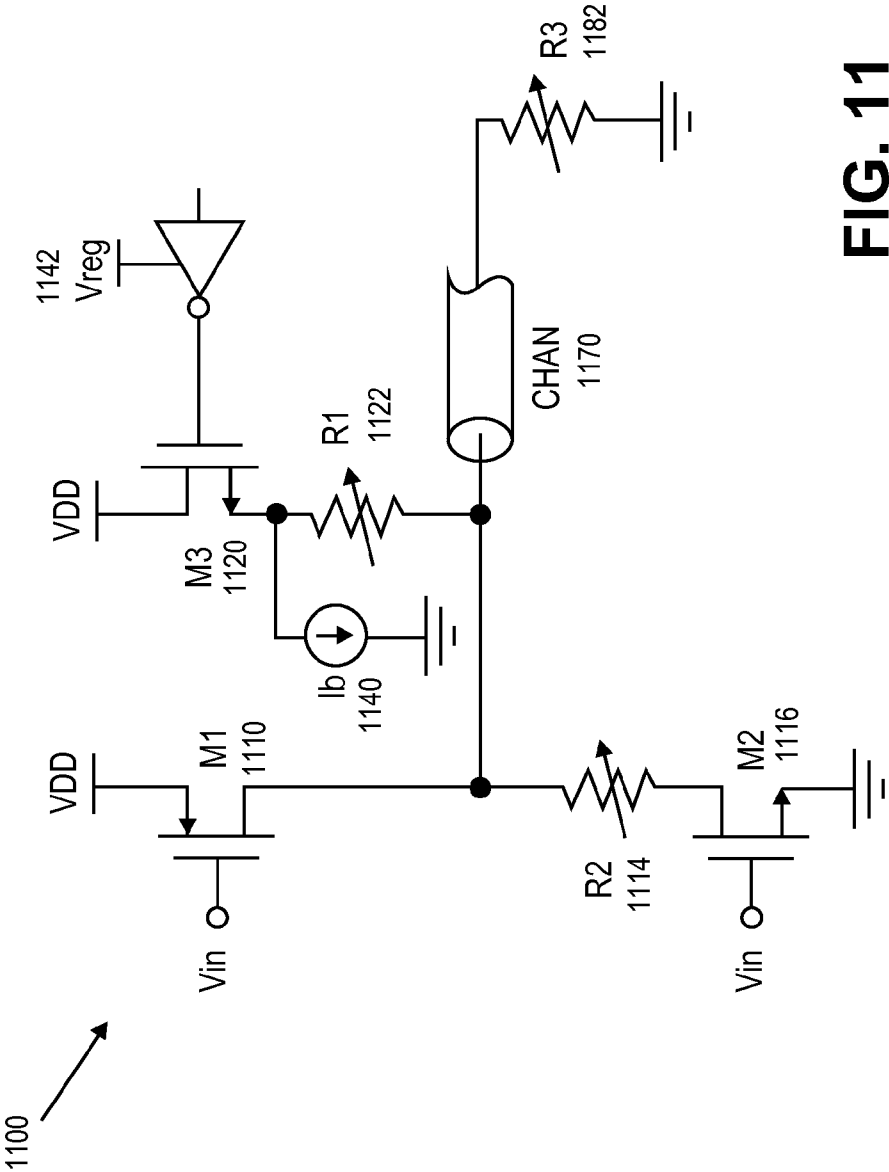 1100
VDD
M1
1110
Vin
VDD
M3
1120
1142
Vreg
Ib
1140
R1
1122
CHAN
1170
R3
1182
R2
1114
M2
1116
Vin
FIG. 11